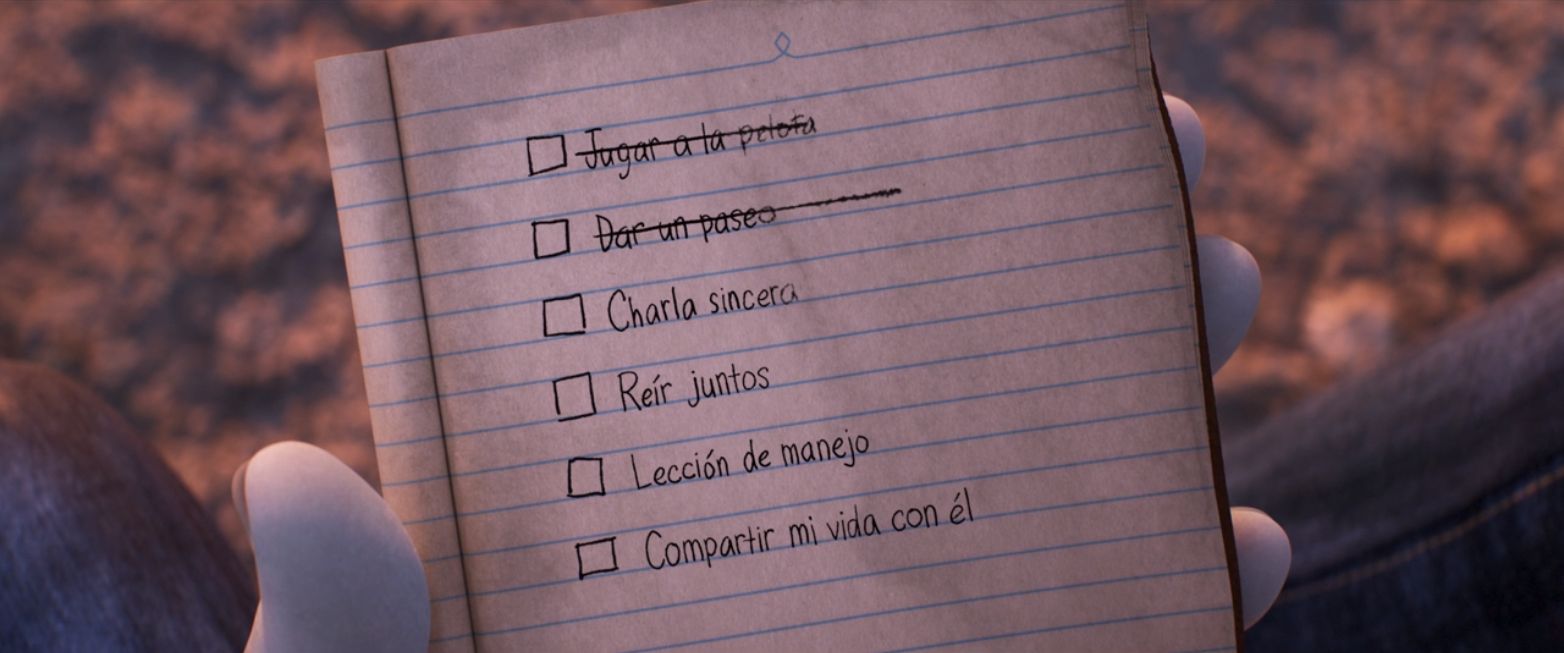 Jugar a la pelota
Dar un paseo
Charla sincera
Reír juntos
Lección de manejo
Compartir mi vida con él